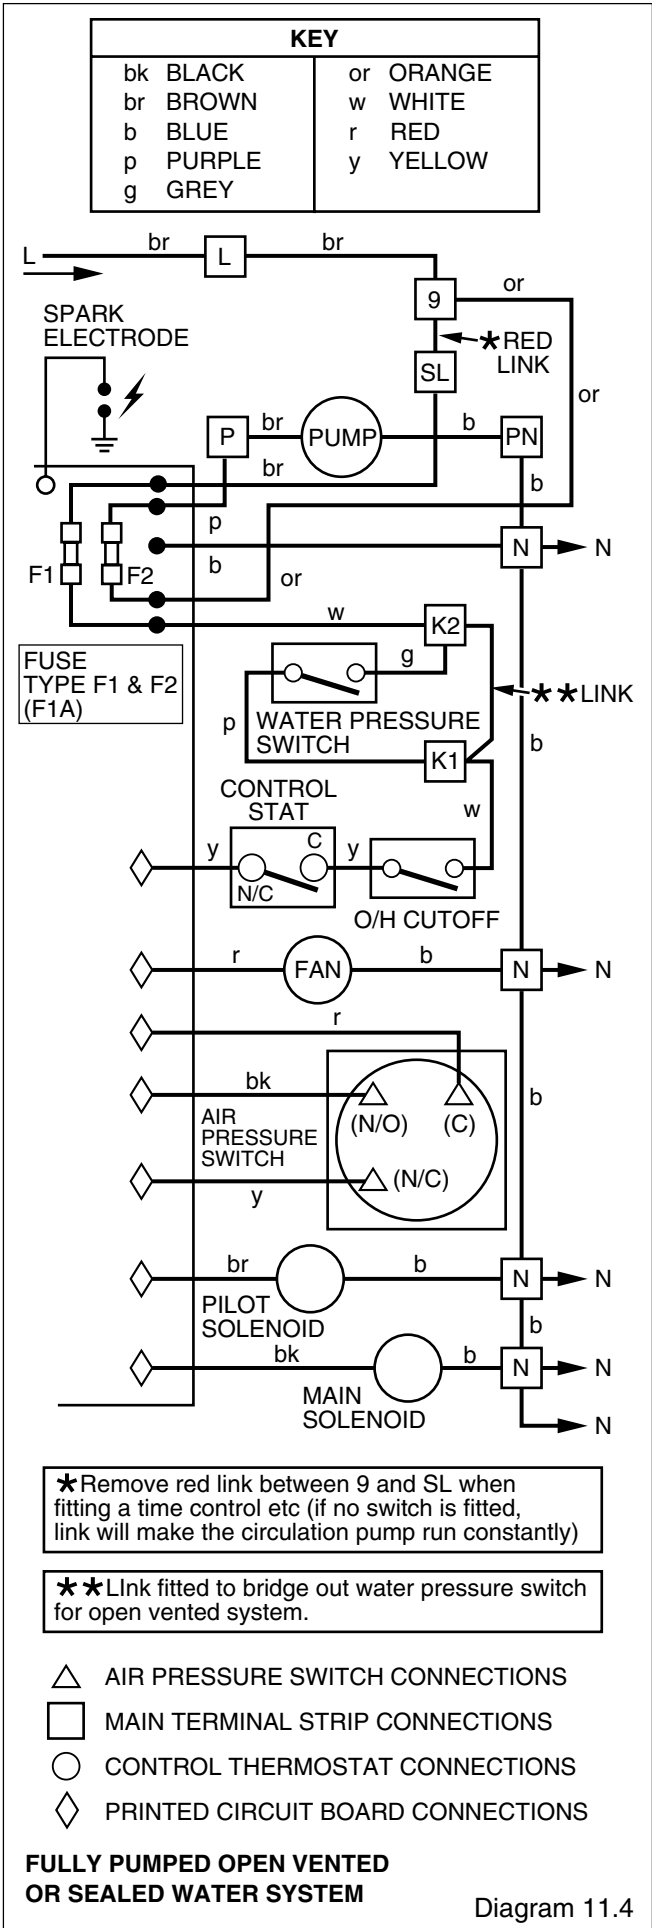 KEY
bk BLACK
br BROWN
b BLUE
p PURPLE
g GREY
or ORANGE
w WHITE
r RED
y YELLOW
L
br
L
br
9
or
SPARK
ELECTRODE
★RED
LINK
SL
or
P
br
PUMP
b
PN
br
b
p
N
N
F1
F2
b
or
w
K2
FUSE
TYPE F1 & F2
(F1A)
g
★★LINK
p
WATER PRESSURE
SWITCH
b
K1
CONTROL
STAT
w
y
C
y
N/C
O/H CUTOFF
r
FAN
b
N
N
r
bk
AIR
PRESSURE
SWITCH
(N/O)
(C)
b
(N/C)
y
br
b
N
N
PILOT
SOLENOID
b
bk
b
N
N
MAIN
SOLENOID
N
★Remove red link between 9 and SL when
fitting a time control etc (if no switch is fitted,
link will make the circulation pump run constantly)
★★LInk fitted to bridge out water pressure switch
for open vented system.
AIR PRESSURE SWITCH CONNECTIONS
MAIN TERMINAL STRIP CONNECTIONS
CONTROL THERMOSTAT CONNECTIONS
PRINTED CIRCUIT BOARD CONNECTIONS
FULLY PUMPED OPEN VENTED
OR SEALED WATER SYSTEM
Diagram 11.4